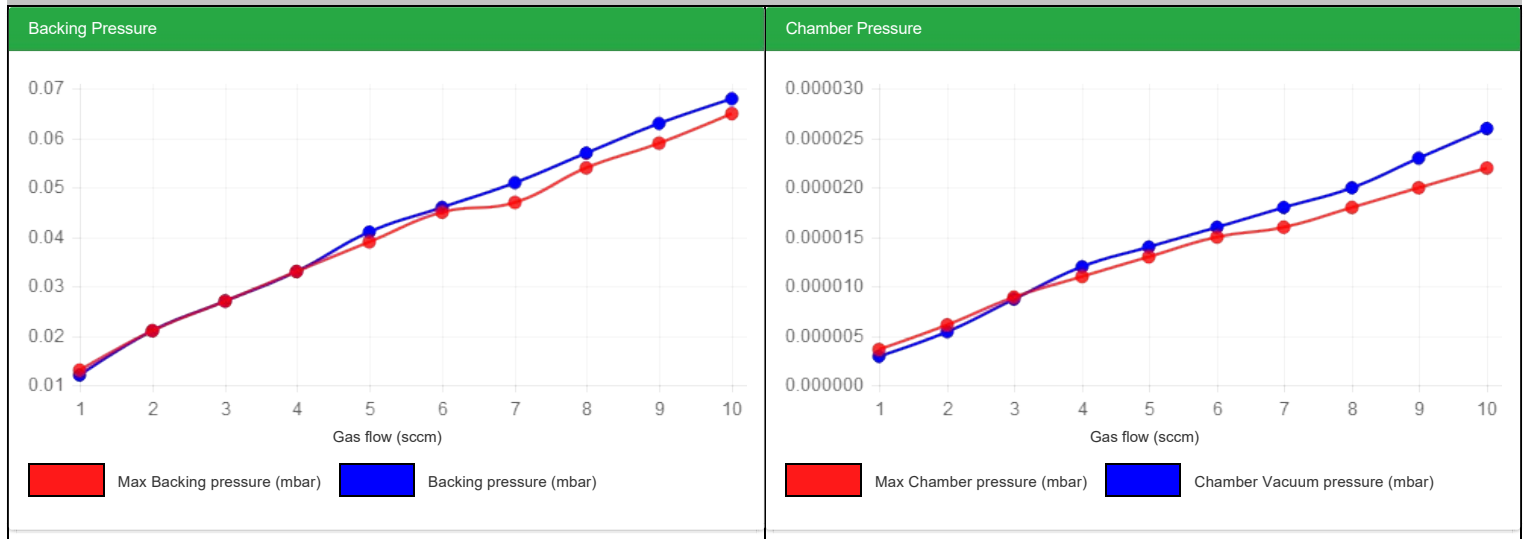 Backing Pressure
0.07
0.06
0.05
0.04
0.03
0.02
0.01
1 2 3 4 5 6 7 8 9 10
Gas flow (sccm)
Max Backing pressure (mbar) Backing pressure (mbar)
Chamber Pressure
0.000030
0.000025
0.000020
0.000015
0.000010
0.000005
0.000000
1 2 3 4 5 6 7 8 9 10
Gas flow (sccm)
Max Chamber pressure (mbar) Chamber Vacuum pressure (mbar)